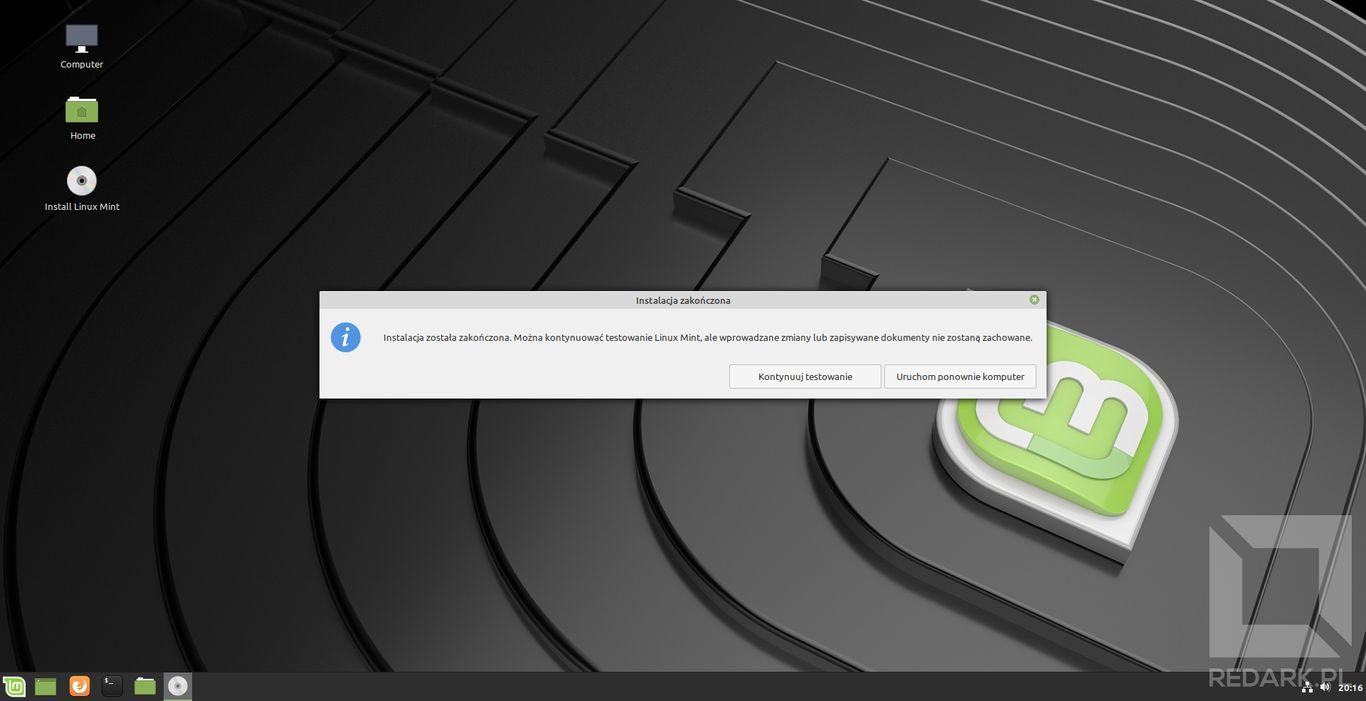 Computer
Home
Install Linux Mint
Instalacja zakończona
Instalacja została zakończona. Można kontynuować testowanie Linux Mint, ale wprowadzane zmiany lub zapisywane dokumenty nie zostaną zachowane.
Kontynuuj testowanie
Uruchom ponownie komputer
REDARK.PL
20:16